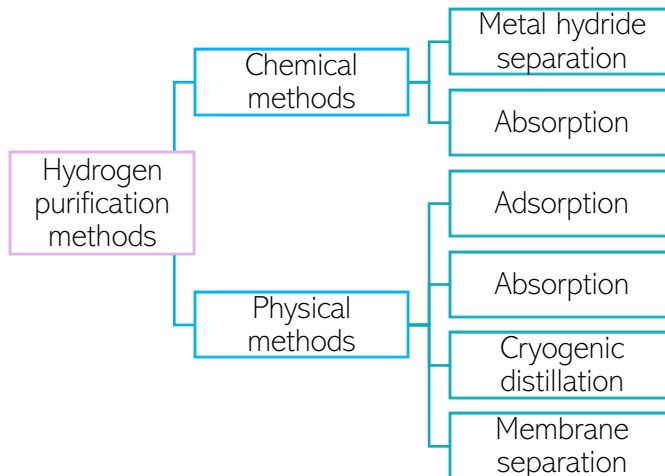 Hydrogen
purification
methods
Chemical
methods
Metal hydride
separation
Absorption
Physical
methods
Adsorption
Absorption
Cryogenic
distillation
Membrane
separation